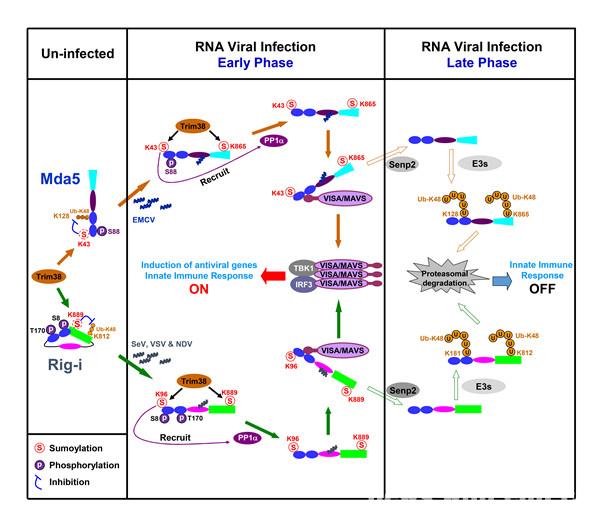 Un-infected
RNA Viral Infection
Early Phase
RNA Viral Infection
Late Phase
Mda5
Ub-K48
K128
S88
K43
Trim38
S8
K889
T170
Ub-K48
K812
Rig-i
S
Sumoylation
P
Phosphorylation
Inhibition
Trim38
K43
K865
P
S88
PP1α
Recruit
EMCV
K43
K865
K865
K43
VISA/MAVS
Induction of antiviral genes
Innate Immune Response
ON
TBK1
IRF3
VISA/MAVS
VISA/MAVS
VISA/MAVS
SeV, VSV & NDV
VISA/MAVS
K96
K889
Trim38
K96
K889
S8
T170
Recruit
PP1α
K96
K889
Senp2
E3s
Ub-K48
Ub-K48
K128
K865
Proteasomal
degradation
Innate Immune
Response
OFF
Ub-K48
Ub-K48
K181
K812
Senp2
E3s